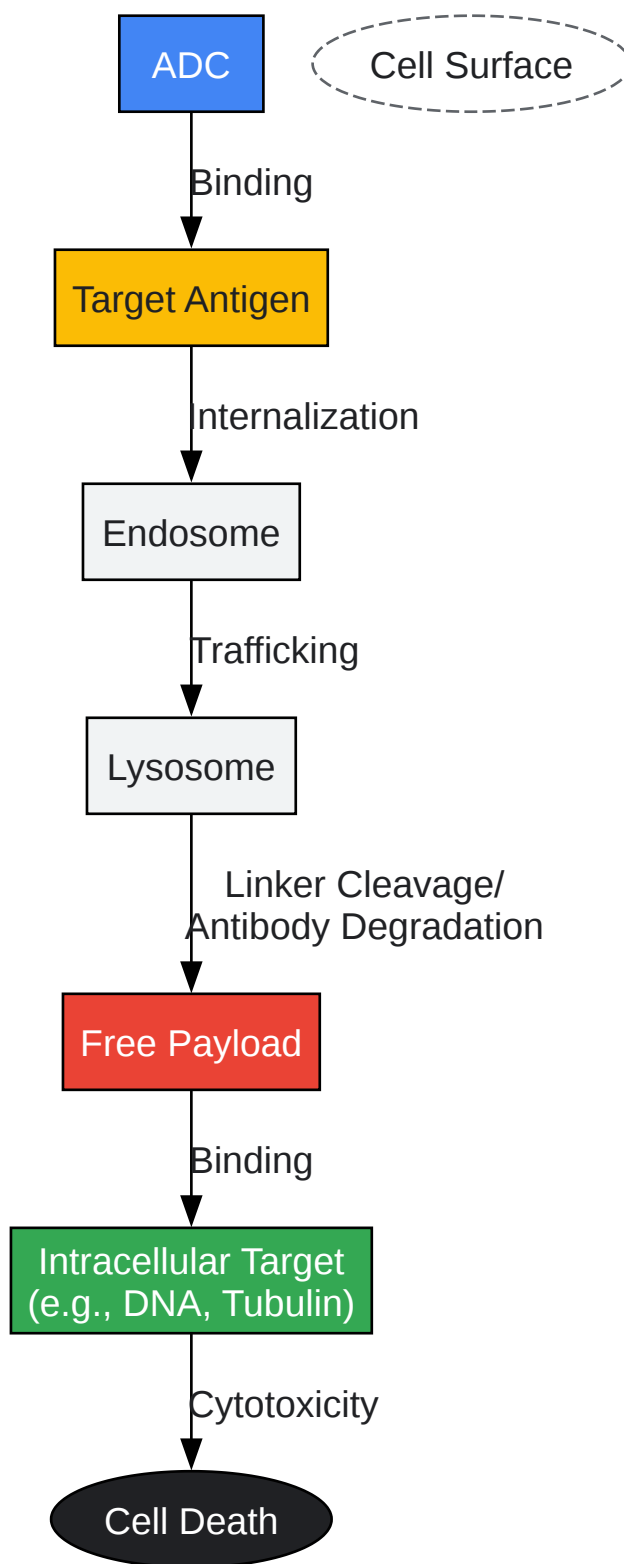 ADC
Cell Surface
Binding
Target Antigen
Internalization
Endosome
Trafficking
Lysosome
Linker Cleavage/
Antibody Degradation
Free Payload
Binding
Intracellular Target
(e.g., DNA, Tubulin)
Cytotoxicity
Cell Death